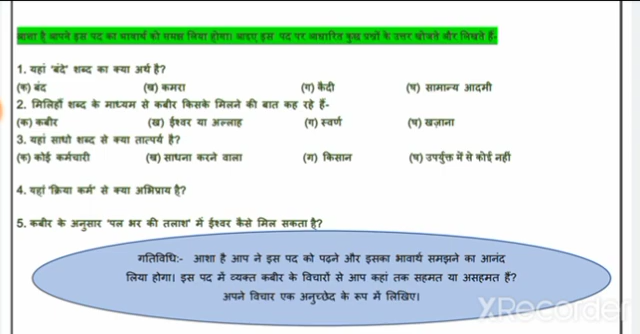 आशा है आपने इस पद का भावार्थ को समझ लिया होगा। आइए इस पद पर आधारित कुछ प्रश्नों के उत्तर खोजते और लिखते हैं-
1. यहां 'बंदे' शब्द का क्या अर्थ है?
(क) बंद (ख) कमरा (ग) कैदी (घ) सामान्य आदमी
2. मिलिहौं शब्द के माध्यम से कबीर किसके मिलने की बात कह रहे हैं-
(क) कबीर (ख) ईश्वर या अल्लाह (ग) स्वर्ण (घ) खज़ाना
3. यहां साधो शब्द से क्या तात्पर्य है?
(क) कोई कर्मचारी (ख) साधना करने वाला (ग) किसान (घ) उपर्युक्त में से कोई नहीं
4. यहां 'क्रिया कर्म' से क्या अभिप्राय है?
5. कबीर के अनुसार 'पल भर की तलाश' में ईश्वर कैसे मिल सकता है?
गतिविधि:- आशा है आप ने इस पद को पढ़ने और इसका भावार्थ समझने का आनंद
लिया होगा। इस पद में व्यक्त कबीर के विचारों से आप कहां तक सहमत या असहमत हैं?
अपने विचार एक अनुच्छेद के रूप में लिखिए।
XRecorder